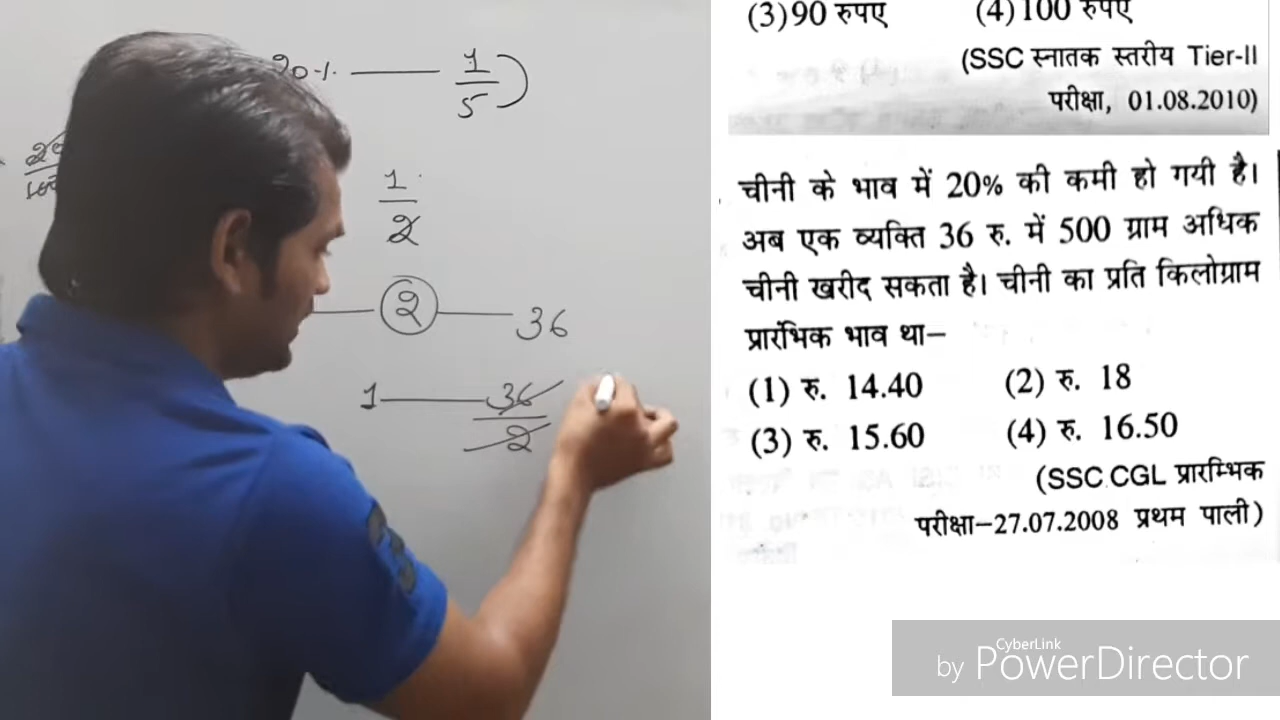 20% — 1/5)
1/2
2 — 36
1 — 36/2
(3) 90 रुपए (4) 100 रुपए
(SSC स्नातक स्तरीय Tier-II
परीक्षा, 01.08.2010)
चीनी के भाव में 20% की कमी हो गयी है।
अब एक व्यक्ति 36 रु. में 500 ग्राम अधिक
चीनी खरीद सकता है। चीनी का प्रति किलोग्राम
प्रारंभिक भाव था–
(1) रु. 14.40 (2) रु. 18
(3) रु. 15.60 (4) रु. 16.50
(SSC CGL प्रारम्भिक
परीक्षा–27.07.2008 प्रथम पाली)
CyberLink
by PowerDirector